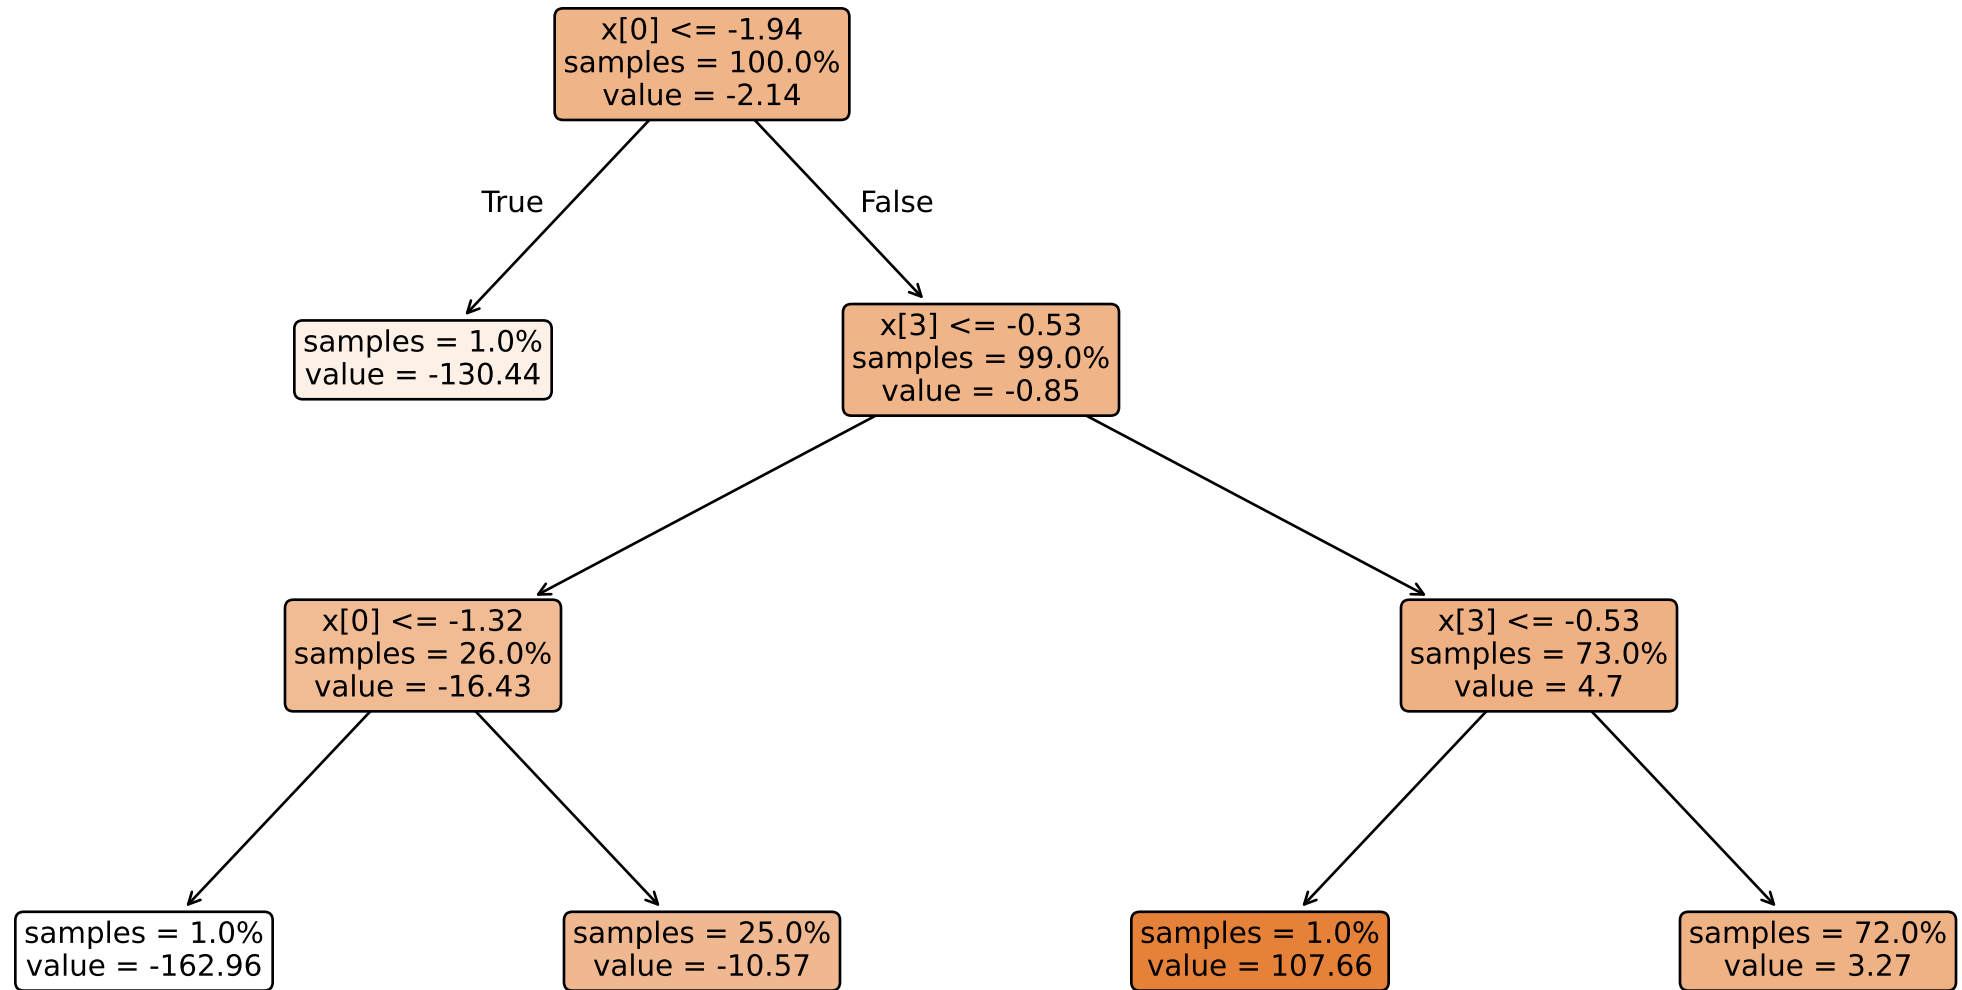 x[0] <= -1.94
samples = 100.0%
value = -2.14
True
False
samples = 1.0%
value = -130.44
x[3] <= -0.53
samples = 99.0%
value = -0.85
x[0] <= -1.32
samples = 26.0%
value = -16.43
x[3] <= -0.53
samples = 73.0%
value = 4.7
samples = 1.0%
value = -162.96
samples = 25.0%
value = -10.57
samples = 1.0%
value = 107.66
samples = 72.0%
value = 3.27